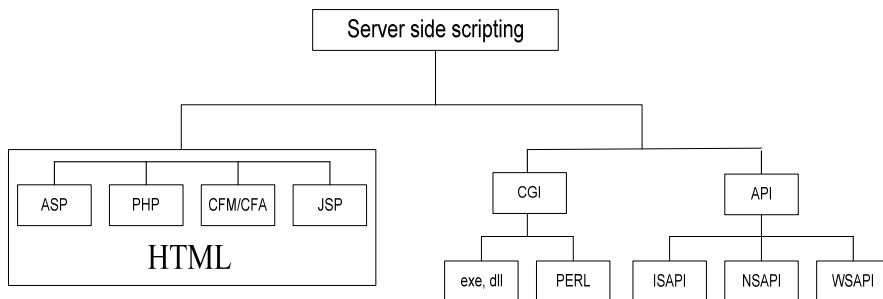 Server side scripting
ASP
PHP
CFM/CFA
JSP
HTML
CGI
API
exe, dll
PERL
ISAPI
NSAPI
WSAPI